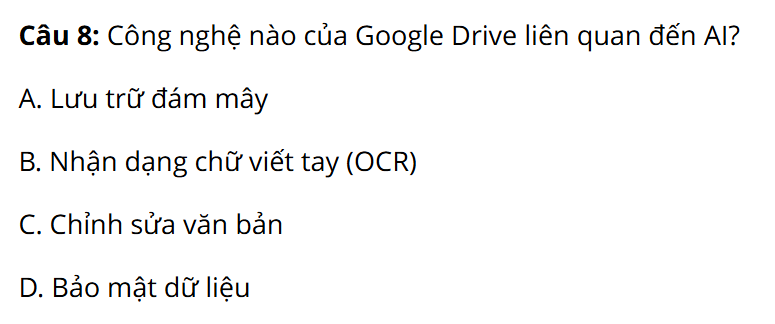 Câu 8: Công nghệ nào của Google Drive liên quan đến AI?
A. Lưu trữ đám mây
B. Nhận dạng chữ viết tay (OCR)
C. Chỉnh sửa văn bản
D. Bảo mật dữ liệu